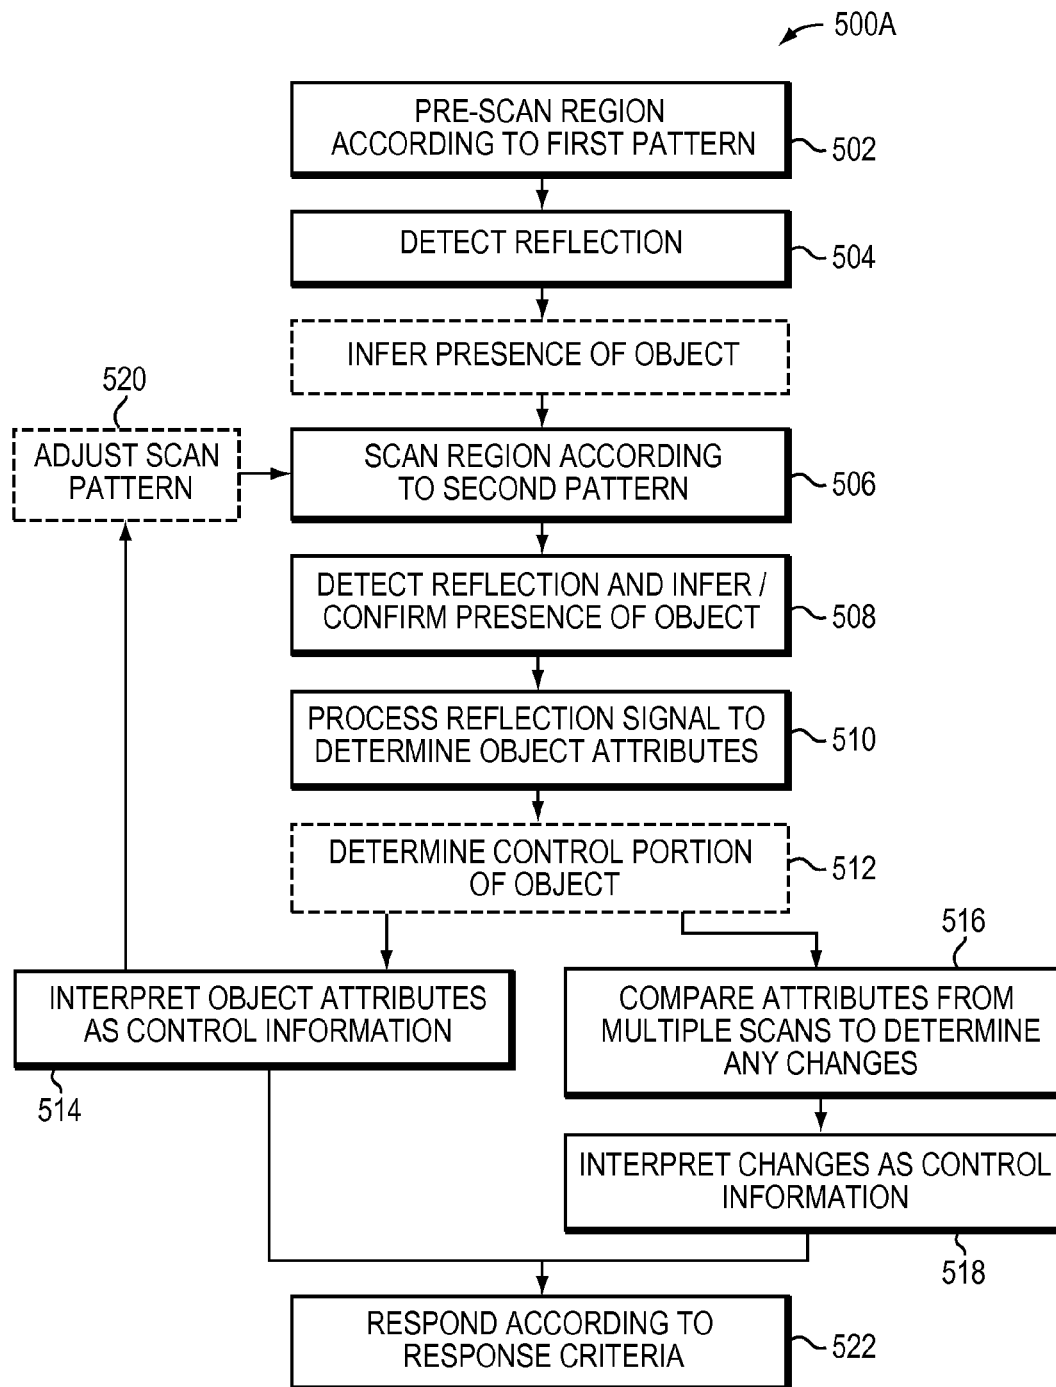 500A
PRE-SCAN REGION
ACCORDING TO FIRST PATTERN
502
DETECT REFLECTION
504
INFER PRESENCE OF OBJECT
520
ADJUST SCAN
PATTERN
SCAN REGION ACCORDING
TO SECOND PATTERN
506
DETECT REFLECTION AND INFER /
CONFIRM PRESENCE OF OBJECT
508
PROCESS REFLECTION SIGNAL TO
DETERMINE OBJECT ATTRIBUTES
510
DETERMINE CONTROL PORTION
OF OBJECT
512
INTERPRET OBJECT ATTRIBUTES
AS CONTROL INFORMATION
514
516
COMPARE ATTRIBUTES FROM
MULTIPLE SCANS TO DETERMINE
ANY CHANGES
INTERPRET CHANGES AS CONTROL
INFORMATION
518
RESPOND ACCORDING TO
RESPONSE CRITERIA
522